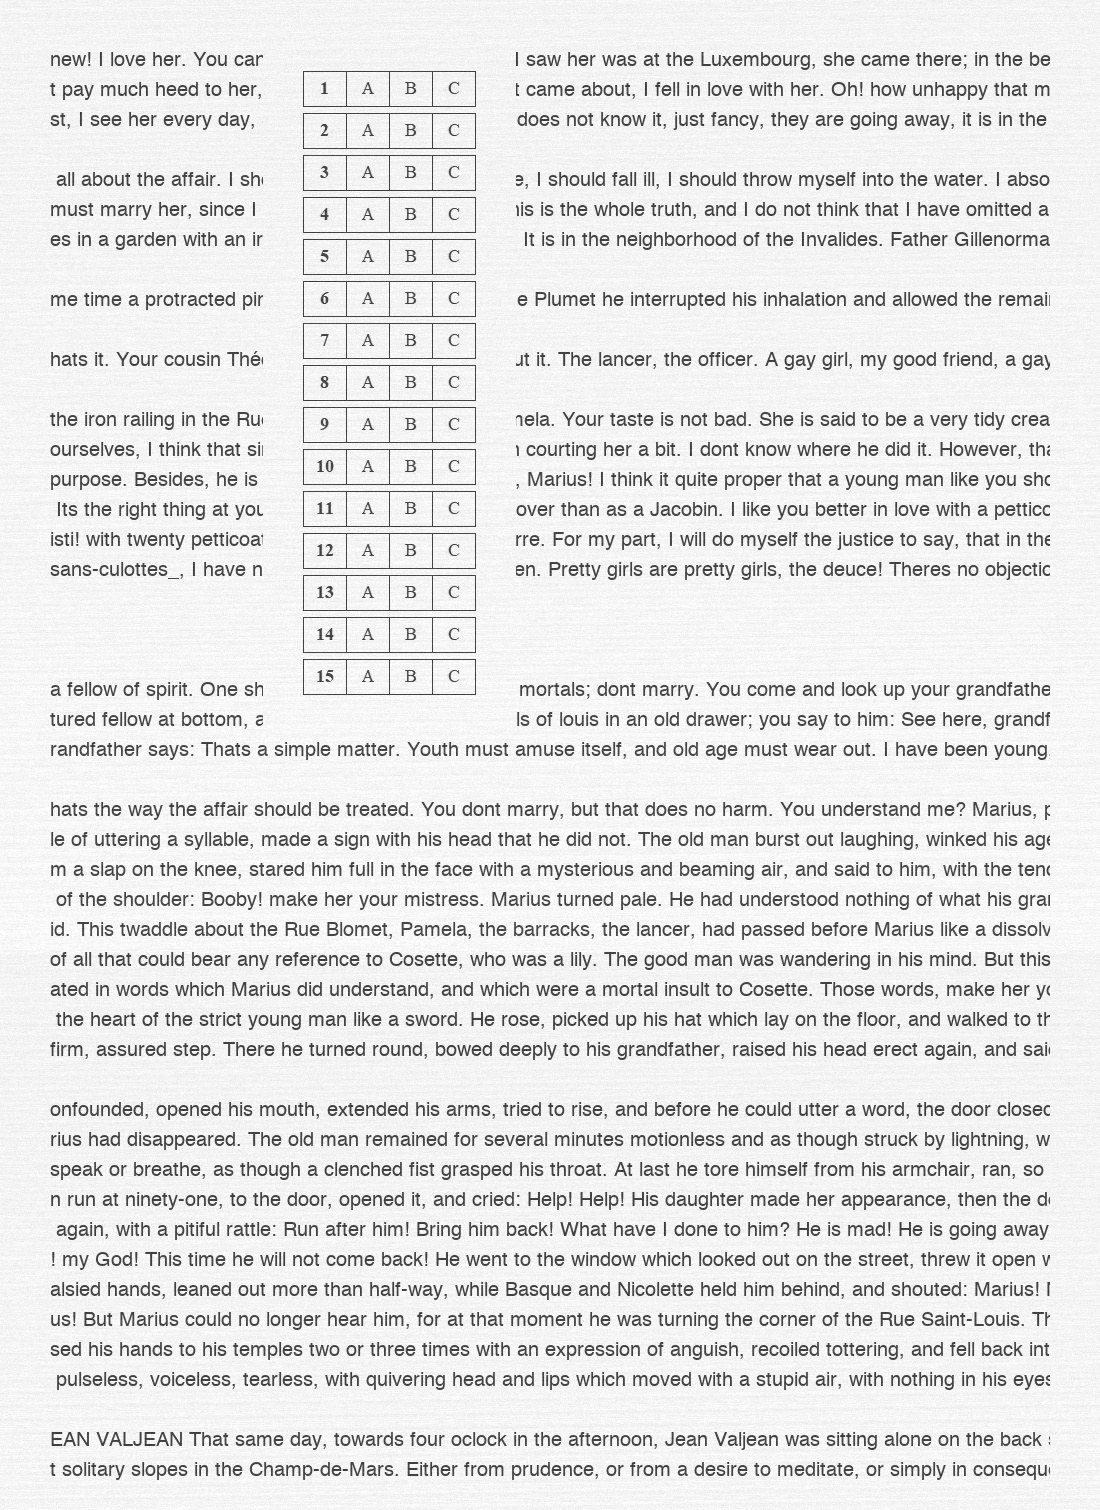 new! I love her. You can I saw her was at the Luxembourg, she came there; in the be
t pay much heed to her, t came about, I fell in love with her. Oh! how unhappy that m
st, I see her every day, does not know it, just fancy, they are going away, it is in the
all about the affair. I sh e, I should fall ill, I should throw myself into the water. I abso
must marry her, since I is is the whole truth, and I do not think that I have omitted a
es in a garden with an ir It is in the neighborhood of the Invalides. Father Gillenorma
me time a protracted pin e Plumet he interrupted his inhalation and allowed the remain
hats it. Your cousin Thé ut it. The lancer, the officer. A gay girl, my good friend, a gay
the iron railing in the Ru ela. Your taste is not bad. She is said to be a very tidy crea
ourselves, I think that si courting her a bit. I dont know where he did it. However, tha
purpose. Besides, he is , Marius! I think it quite proper that a young man like you sho
Its the right thing at you over than as a Jacobin. I like you better in love with a pettico
isti! with twenty petticoat rre. For my part, I will do myself the justice to say, that in the
sans-culottes_, I have n en. Pretty girls are pretty girls, the deuce! Theres no objectio
a fellow of spirit. One sh mortals; dont marry. You come and look up your grandfathe
tured fellow at bottom, a ls of louis in an old drawer; you say to him: See here, grandf
randfather says: Thats a simple matter. Youth must amuse itself, and old age must wear out. I have been young,
hats the way the affair should be treated. You dont marry, but that does no harm. You understand me? Marius, p
le of uttering a syllable, made a sign with his head that he did not. The old man burst out laughing, winked his age
m a slap on the knee, stared him full in the face with a mysterious and beaming air, and said to him, with the tend
of the shoulder: Booby! make her your mistress. Marius turned pale. He had understood nothing of what his gran
id. This twaddle about the Rue Blomet, Pamela, the barracks, the lancer, had passed before Marius like a dissolv
of all that could bear any reference to Cosette, who was a lily. The good man was wandering in his mind. But this
ated in words which Marius did understand, and which were a mortal insult to Cosette. Those words, make her yo
the heart of the strict young man like a sword. He rose, picked up his hat which lay on the floor, and walked to th
firm, assured step. There he turned round, bowed deeply to his grandfather, raised his head erect again, and said
onfounded, opened his mouth, extended his arms, tried to rise, and before he could utter a word, the door closed
rius had disappeared. The old man remained for several minutes motionless and as though struck by lightning, w
speak or breathe, as though a clenched fist grasped his throat. At last he tore himself from his armchair, ran, so
n run at ninety-one, to the door, opened it, and cried: Help! Help! His daughter made her appearance, then the do
again, with a pitiful rattle: Run after him! Bring him back! What have I done to him? He is mad! He is going away
! my God! This time he will not come back! He went to the window which looked out on the street, threw it open w
alsied hands, leaned out more than half-way, while Basque and Nicolette held him behind, and shouted: Marius! M
us! But Marius could no longer hear him, for at that moment he was turning the corner of the Rue Saint-Louis. Th
sed his hands to his temples two or three times with an expression of anguish, recoiled tottering, and fell back int
pulseless, voiceless, tearless, with quivering head and lips which moved with a stupid air, with nothing in his eyes
EAN VALJEAN That same day, towards four oclock in the afternoon, Jean Valjean was sitting alone on the back s
t solitary slopes in the Champ-de-Mars. Either from prudence, or from a desire to meditate, or simply in consequ
1 A B C
2 A B C
3 A B C
4 A B C
5 A B C
6 A B C
7 A B C
8 A B C
9 A B C
10 A B C
11 A B C
12 A B C
13 A B C
14 A B C
15 A B C